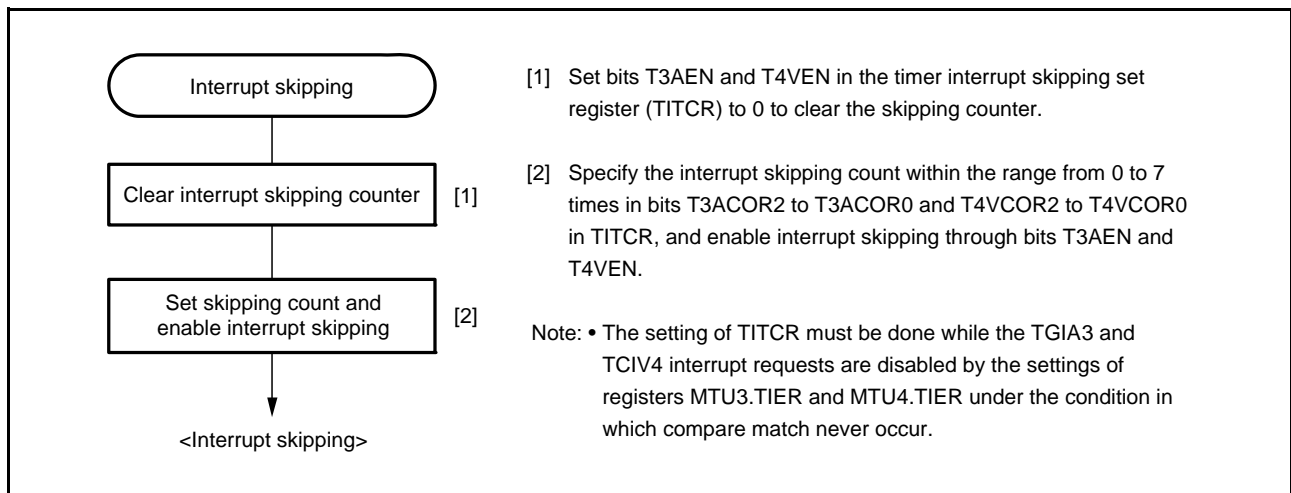 Interrupt skipping
Clear interrupt skipping counter
[1]
Set skipping count and
enable interrupt skipping
[2]
<Interrupt skipping>
[1] Set bits T3AEN and T4VEN in the timer interrupt skipping set
register (TITCR) to 0 to clear the skipping counter.
[2] Specify the interrupt skipping count within the range from 0 to 7
times in bits T3ACOR2 to T3ACOR0 and T4VCOR2 to T4VCOR0
in TITCR, and enable interrupt skipping through bits T3AEN and
T4VEN.
Note: • The setting of TITCR must be done while the TGIA3 and
TCIV4 interrupt requests are disabled by the settings of
registers MTU3.TIER and MTU4.TIER under the condition in
which compare match never occur.